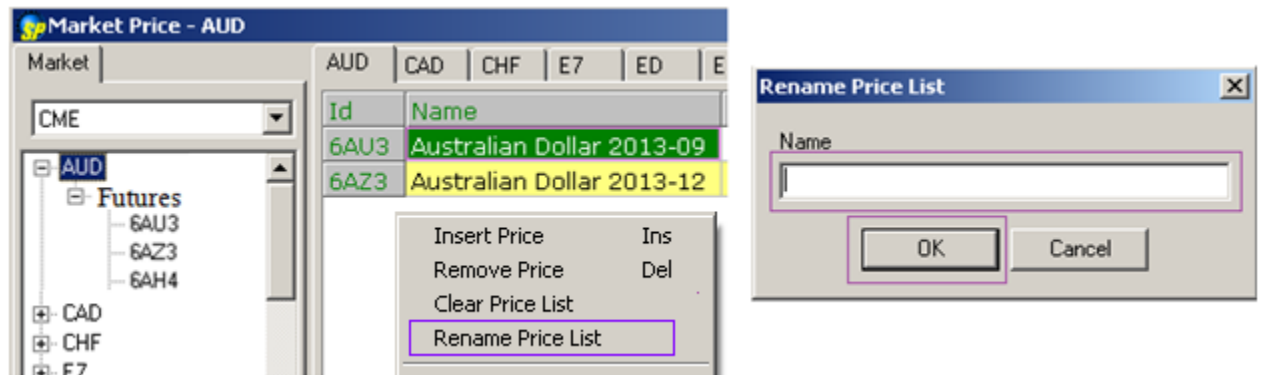 SP Market Price - AUD
Market
CME
AUD
Futures
6AU3
6AZ3
6AH4
CAD
CHF
E7
AUD CAD CHF E7 ED E
Id Name
6AU3 Australian Dollar 2013-09
6AZ3 Australian Dollar 2013-12
Insert Price Ins
Remove Price Del
Clear Price List
Rename Price List
Rename Price List
Name
OK Cancel